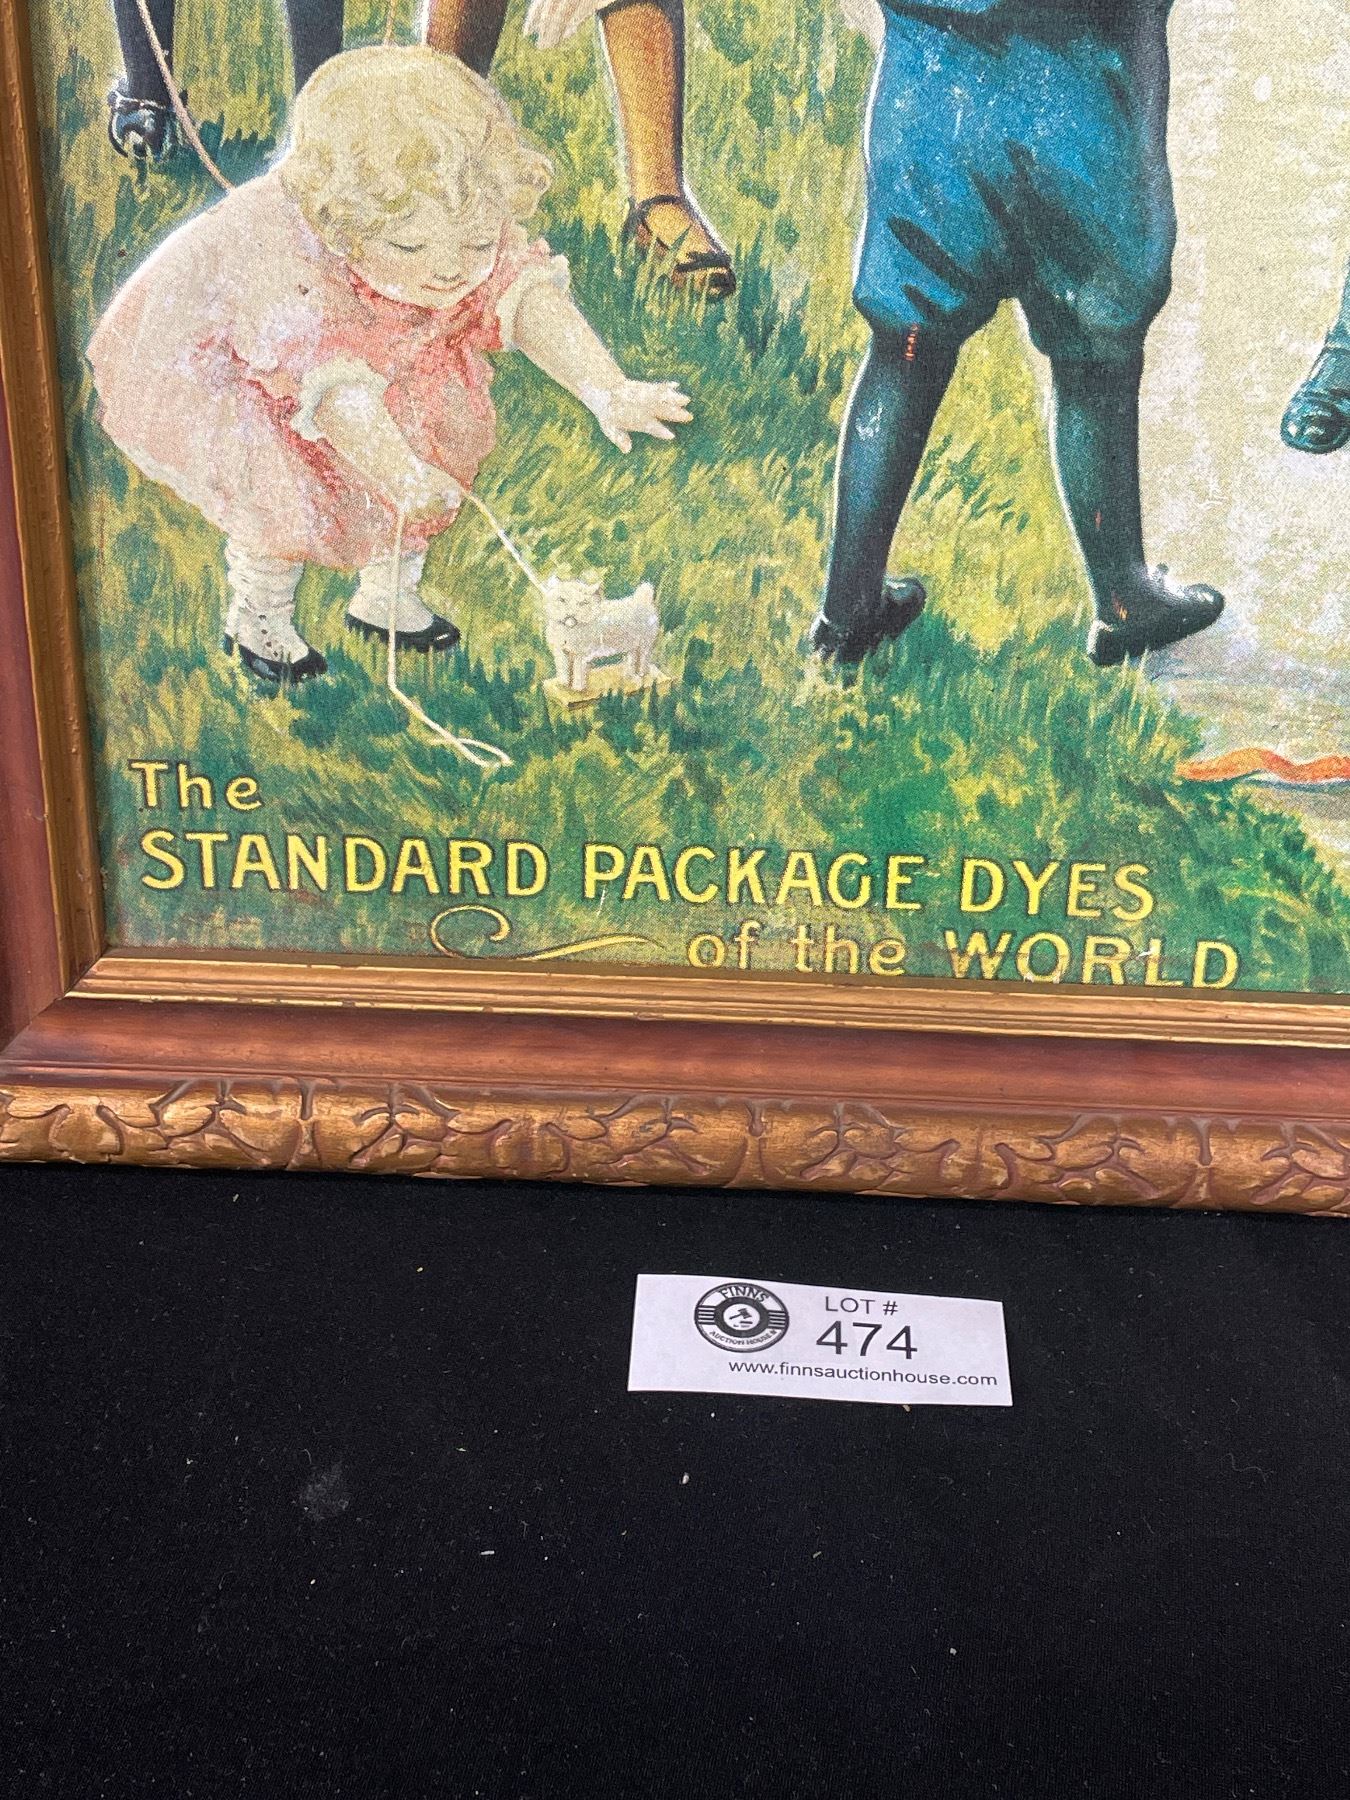 The
STANDARD PACKAGE DYES
of the WORLD
FINNS
AUCTION HOUSE
LOT #
474
www.finnsauctionhouse.com